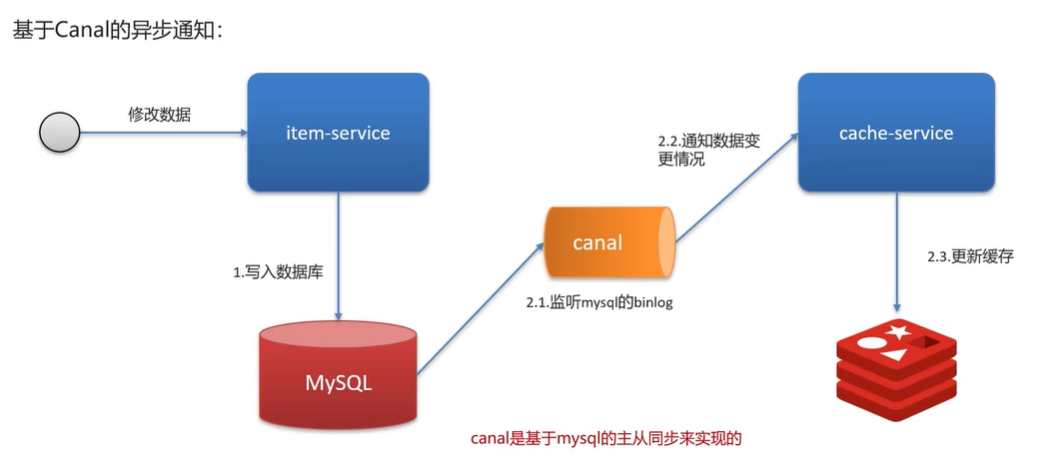 基于Canal的异步通知：
修改数据
item-service
cache-service
2.2.通知数据变
更情况
canal
1.写入数据库
2.1.监听mysql的binlog
2.3.更新缓存
MySQL
canal是基于mysql的主从同步来实现的